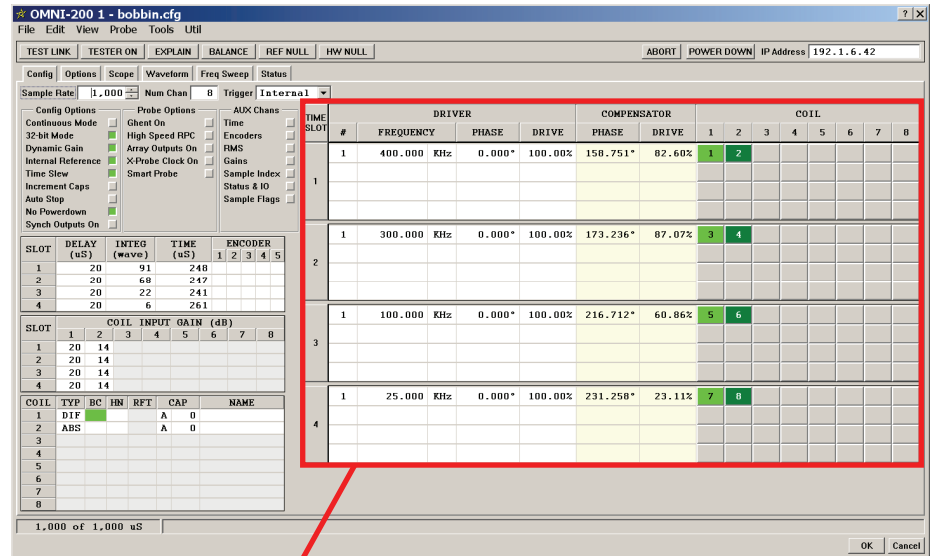 OMNI-200 1 - bobbin.cfg
File Edit View Probe Tools Util
TEST LINK TESTER ON EXPLAIN BALANCE REF NULL HW NULL ABORT POWER DOWN IP Address 192.1.6.42
Config Options Scope Waveform Freq Sweep Status
Sample Rate 1,000 Num Chan 8 Trigger Internal
Config Options Probe Options AUX Chans
Continuous Mode Ghent On Time
32-bit Mode High Speed RPC Encoders
Dynamic Gain Array Outputs On RMS
Internal Reference X-Probe Clock On Gains
Time Slew Smart Probe Sample Index
Increment Caps Status & IO
Auto Stop Sample Flags
No Powerdown
Synch Outputs On
SLOT DELAY (uS) INTEG (wave) TIME (uS) ENCODER
1 2 3 4 5
1 20 91 248
2 20 68 247
3 20 22 241
4 20 6 261
SLOT COIL INPUT GAIN (dB)
1 2 3 4 5 6 7 8
1 20 14
2 20 14
3 20 14
4 20 14
COIL TYP BC HN RFT CAP NAME
1 DIF A 0
2 ABS A 0
3
4
5
6
7
8
TIME SLOT DRIVER COMPENSATOR COIL
# FREQUENCY PHASE DRIVE PHASE DRIVE 1 2 3 4 5 6 7 8
1 1 400.000 KHz 0.000° 100.00% 158.751° 82.60% 1 2
2 1 300.000 KHz 0.000° 100.00% 173.236° 87.07% 3 4
3 1 100.000 KHz 0.000° 100.00% 216.712° 60.86% 5 6
4 1 25.000 KHz 0.000° 100.00% 231.258° 23.11% 7 8
1,000 of 1,000 uS
OK Cancel